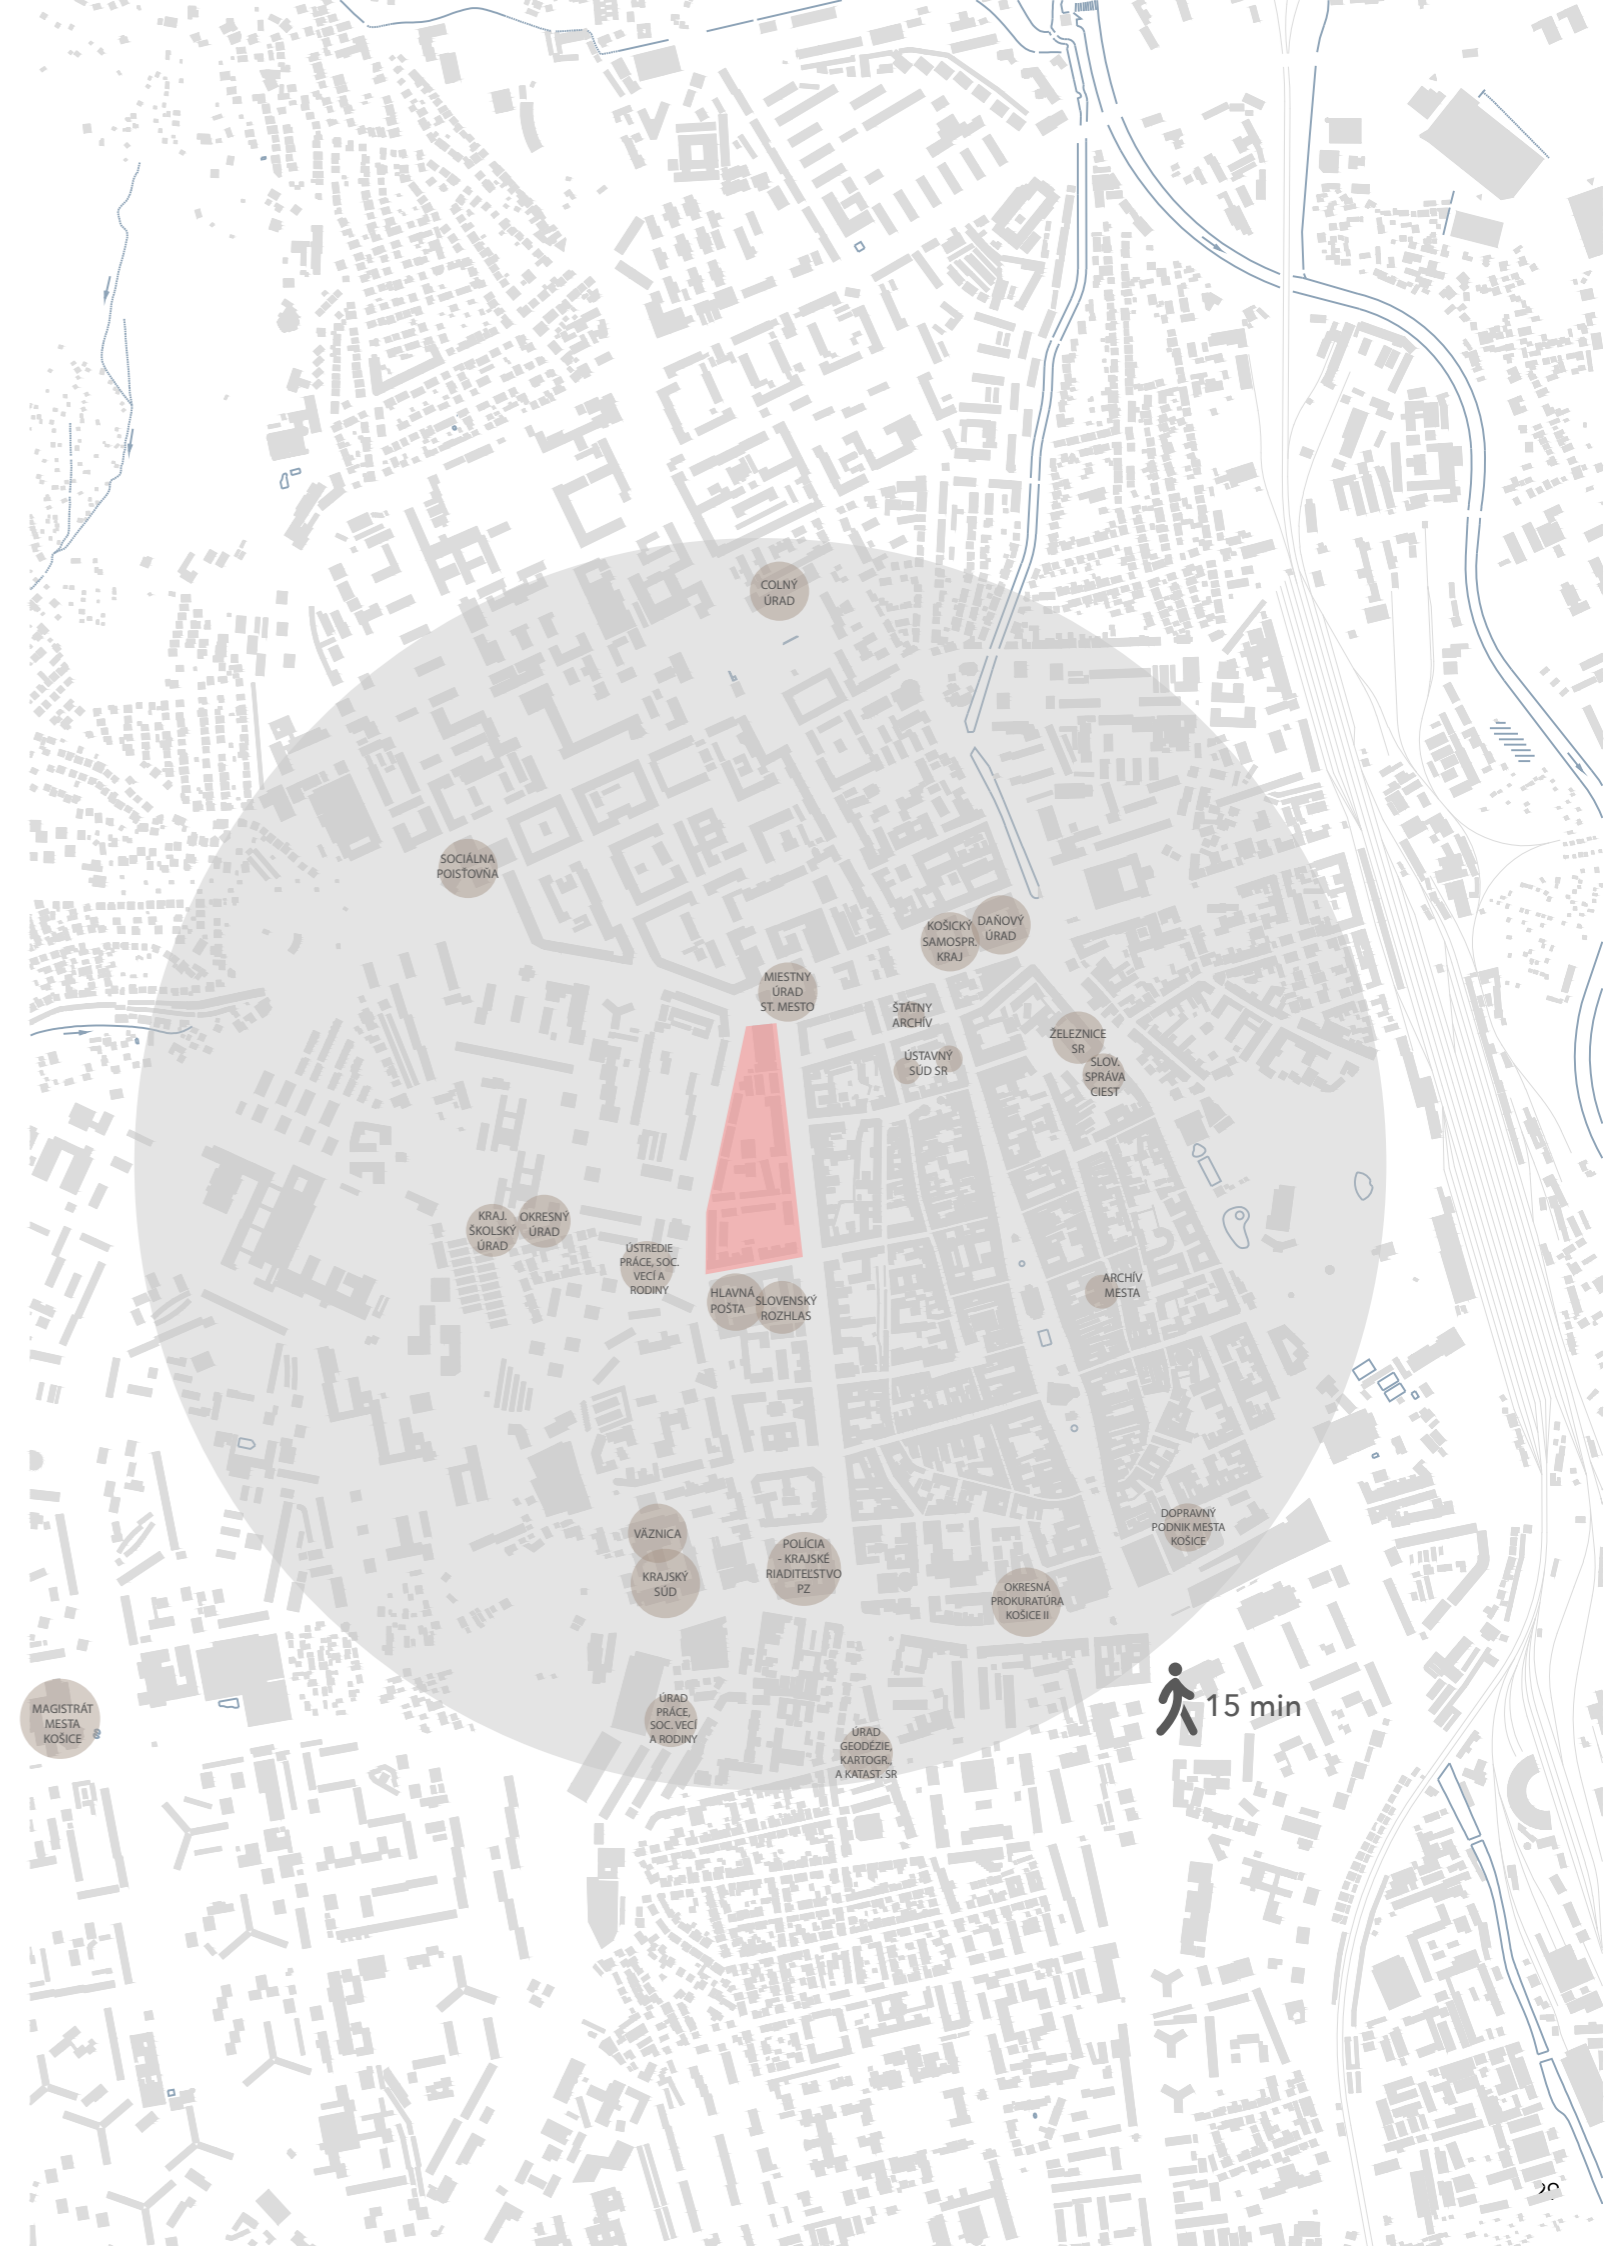 COLNÝ
ÚRAD
SOCIÁLNA
POISŤOVŇA
KOŠICKÝ
SAMOSPR.
KRAJ
DAŇOVÝ
ÚRAD
MIESTNY
ÚRAD
ST. MESTO
ŠTÁTNY
ARCHÍV
ÚSTAVNÝ
SÚD SR
ŽELEZNICE
SR
SLOV.
SPRÁVA
CIEST
KRAJ.
ŠKOLSKÝ
ÚRAD
OKRESNÝ
ÚRAD
ÚSTREDIE
PRÁCE, SOC.
VECÍ A
RODINY
HLAVNÁ
POŠTA
SLOVENSKÝ
ROZHLAS
ARCHÍV
MESTA
VÄZNICA
KRAJSKÝ
SÚD
POLÍCIA
- KRAJSKÉ
RIADITEĽSTVO
PZ
OKRESNÁ
PROKURATÚRA
KOŠICE II
DOPRAVNÝ
PODNIK MESTA
KOŠICE
MAGISTRÁT
MESTA
KOŠICE
ÚRAD
PRÁCE,
SOC. VECÍ
A RODINY
ÚRAD
GEODÉZIE,
KARTOGR.,
A KATAST. SR
15 min